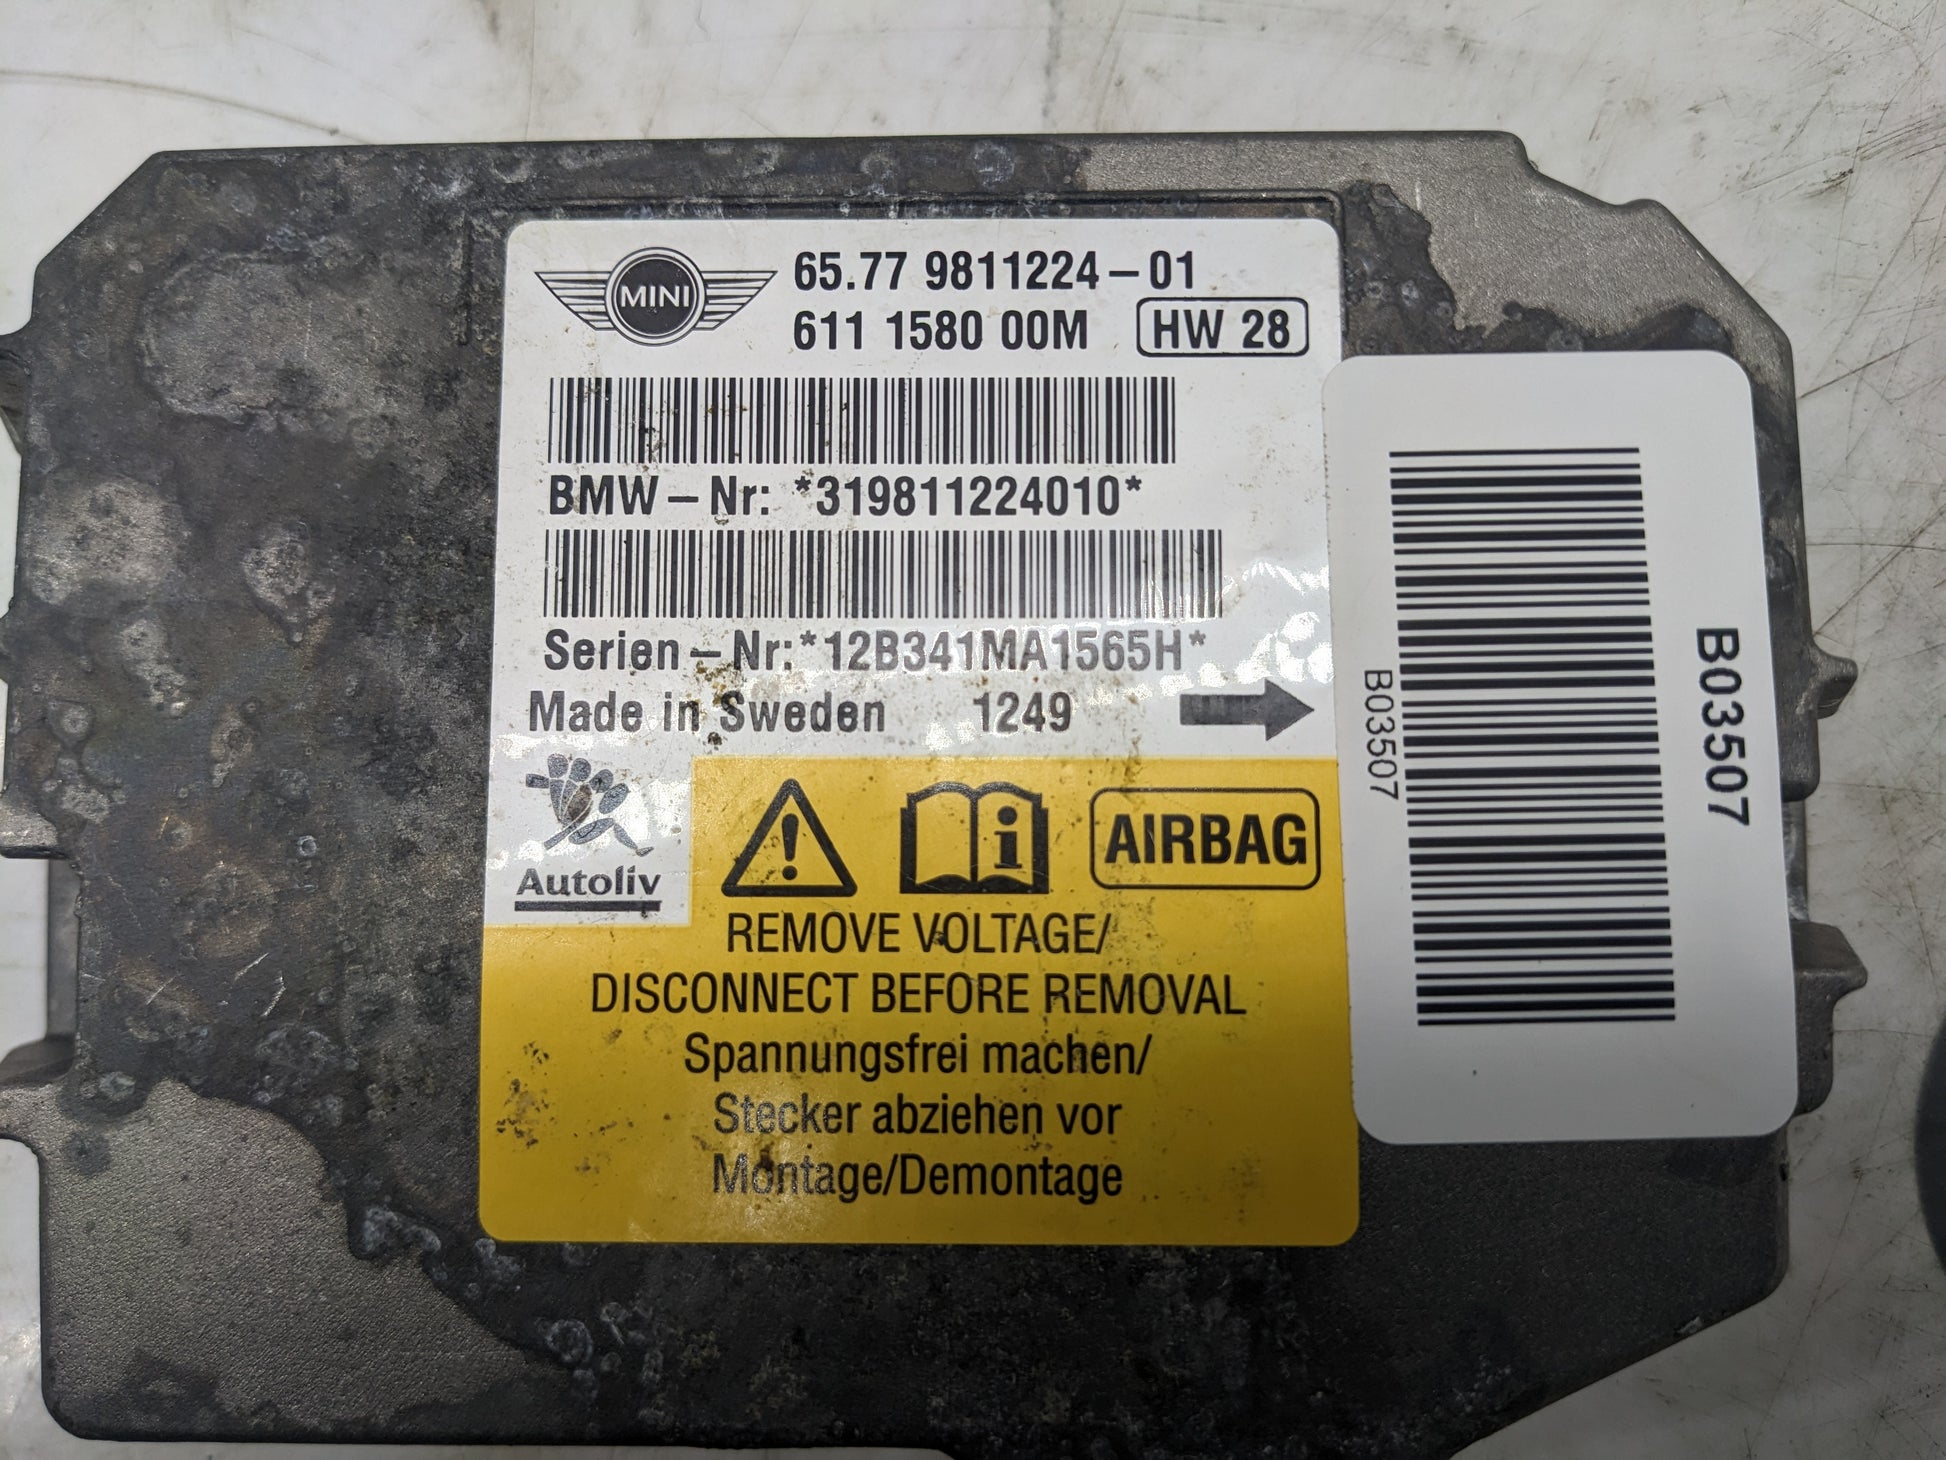 MINI
65.77 9811224-01
611 1580 00M HW 28
BMW-Nr: *319811224010*
Serien-Nr:*12B341MA1565H*
Made in Sweden 1249
Autoliv
AIRBAG
REMOVE VOLTAGE/
DISCONNECT BEFORE REMOVAL
Spannungsfrei machen/
Stecker abziehen vor
Montage/Demontage
B03507
B03507